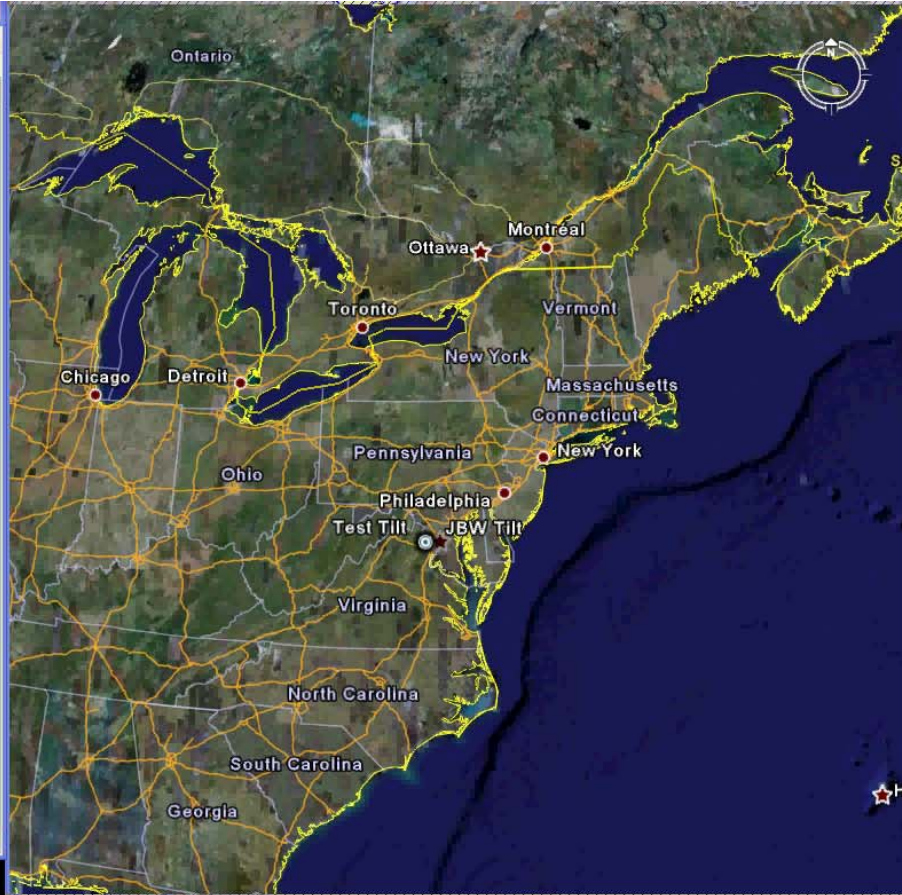 Ontario
N
S
Montréal
Ottawa
Toronto
Vermont
New York
Chicago
Detroit
Massachusetts
Connecticut
Pennsylvania
New York
Ohio
Philadelphia
Test Tilt
JBW Tilt
Virginia
North Carolina
South Carolina
H
Georgia